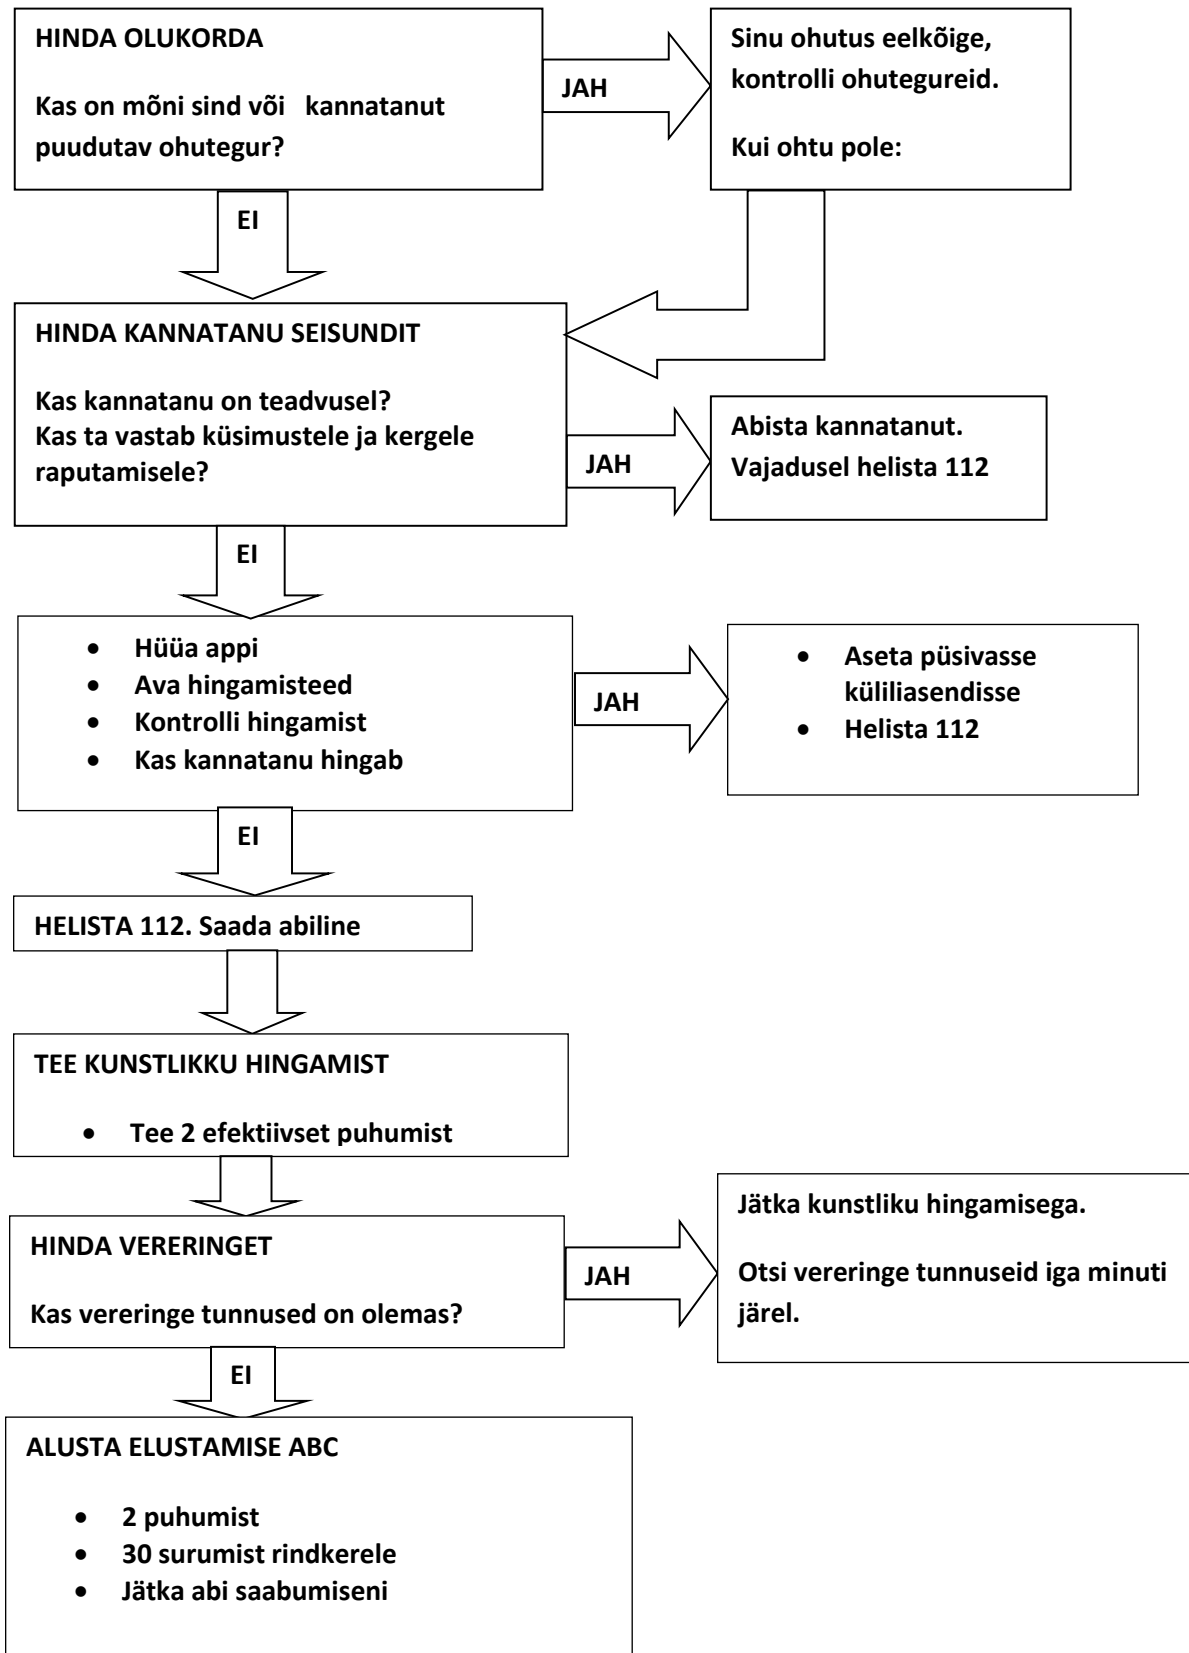 HINDA OLUKORDA
Kas on mõni sind või kannatanut
puudutav ohutegur?
JAH
Sinu ohutus eelkõige,
kontrolli ohutegureid.
Kui ohtu pole:
EI
HINDA KANNATANU SEISUNDIT
Kas kannatanu on teadvusel?
Kas ta vastab küsimustele ja kergele
raputamisele?
JAH
Abista kannatanut.
Vajadusel helista 112
EI
• Hüüa appi
• Ava hingamisteed
• Kontrolli hingamist
• Kas kannatanu hingab
JAH
• Aseta püsivasse
küliliasendisse
• Helista 112
EI
HELISTA 112. Saada abiline
TEE KUNSTLIKKU HINGAMIST
• Tee 2 efektiivset puhumist
HINDA VERERINGET
Kas vereringe tunnused on olemas?
JAH
Jätka kunstliku hingamisega.
Otsi vereringe tunnuseid iga minuti
järel.
EI
ALUSTA ELUSTAMISE ABC
• 2 puhumist
• 30 surumist rindkerele
• Jätka abi saabumiseni